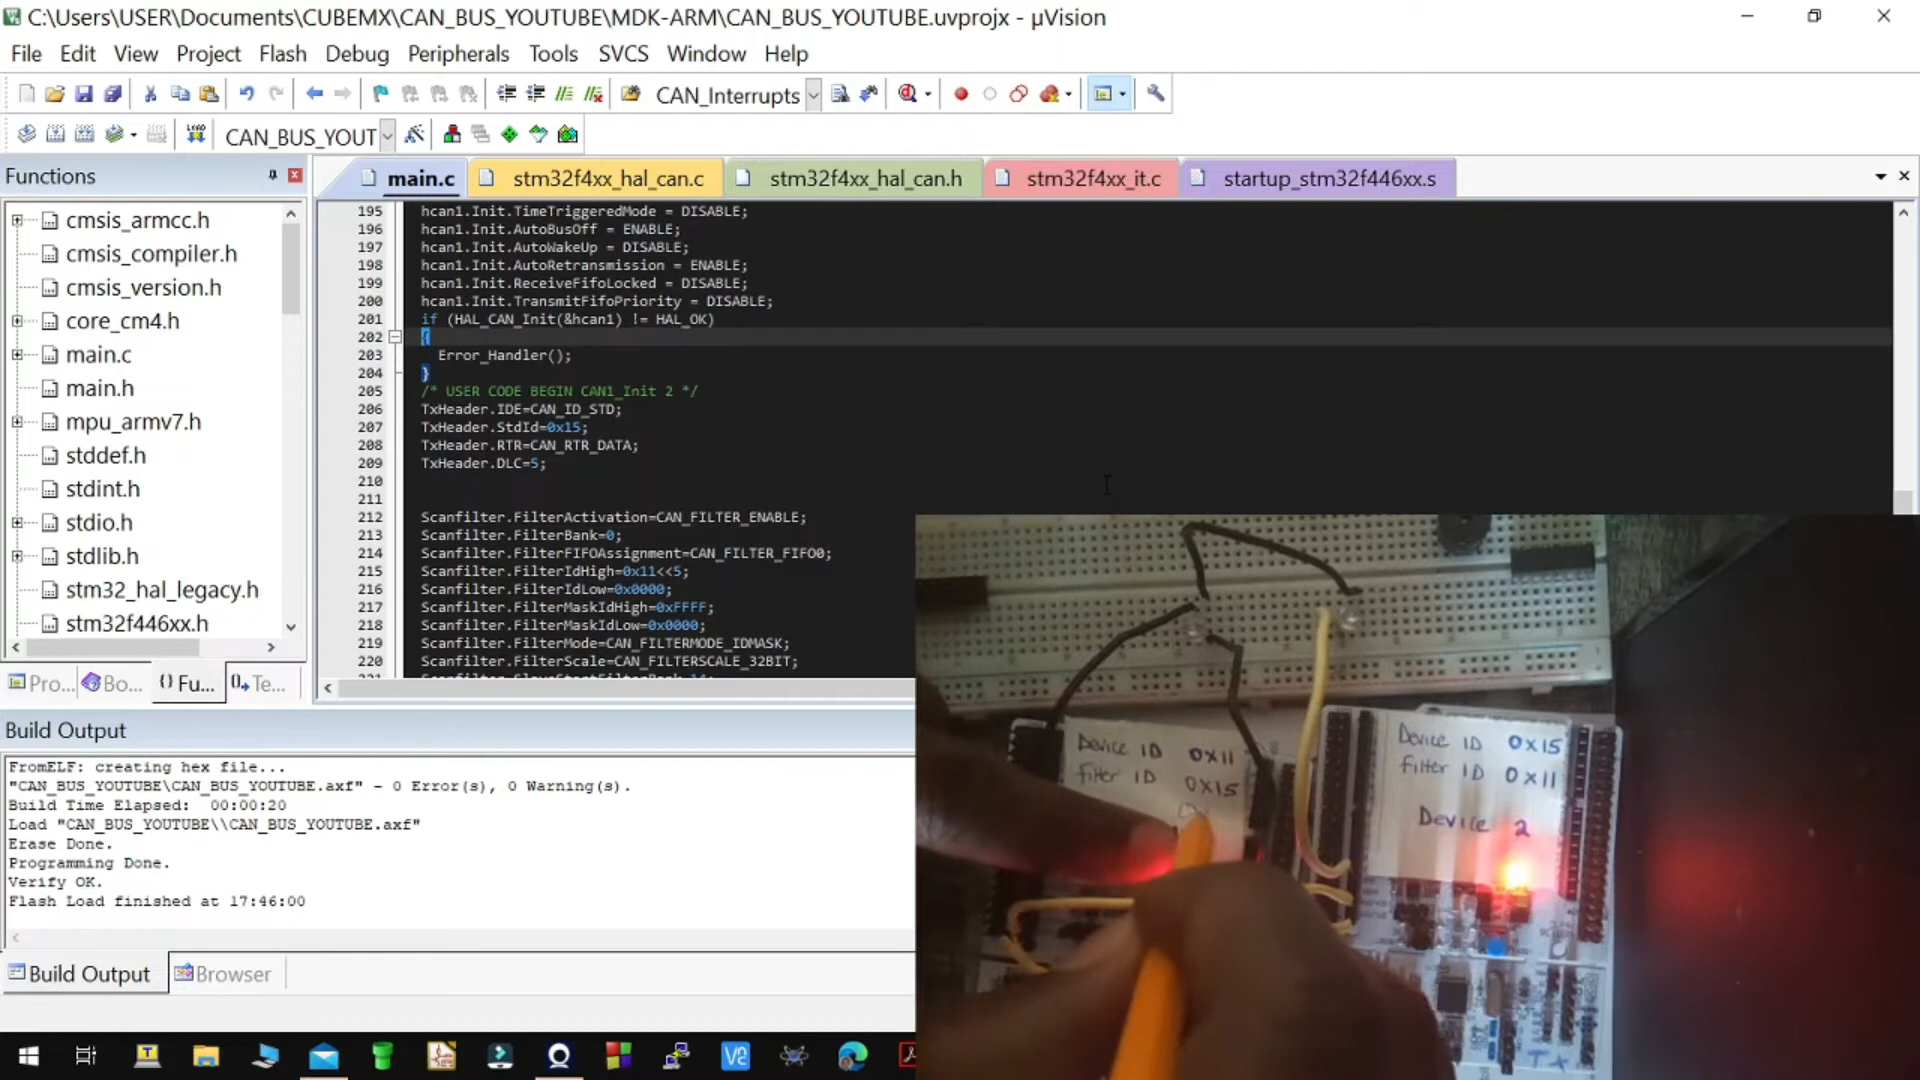 C:\Users\USER\Documents\CUBEMX\CAN_BUS_YOUTUBE\MDK-ARM\CAN_BUS_YOUTUBE.uvprojx - µVision
File Edit View Project Flash Debug Peripherals Tools SVCS Window Help
CAN_Interrupts
LOAD CAN_BUS_YOUT
Functions
main.c stm32f4xx_hal_can.c stm32f4xx_hal_can.h stm32f4xx_it.c startup_stm32f446xx.s
cmsis_armcc.h
cmsis_compiler.h
cmsis_version.h
core_cm4.h
main.c
main.h
mpu_armv7.h
stddef.h
stdint.h
stdio.h
stdlib.h
stm32_hal_legacy.h
stm32f446xx.h
Pro... Bo... {} Fu... Te...
195 hcan1.Init.TimeTriggeredMode = DISABLE;
196 hcan1.Init.AutoBusOff = ENABLE;
197 hcan1.Init.AutoWakeUp = DISABLE;
198 hcan1.Init.AutoRetransmission = ENABLE;
199 hcan1.Init.ReceiveFifoLocked = DISABLE;
200 hcan1.Init.TransmitFifoPriority = DISABLE;
201 if (HAL_CAN_Init(&hcan1) != HAL_OK)
202 {
203 Error_Handler();
204 }
205 /* USER CODE BEGIN CAN1_Init 2 */
206 TxHeader.IDE=CAN_ID_STD;
207 TxHeader.StdId=0x15;
208 TxHeader.RTR=CAN_RTR_DATA;
209 TxHeader.DLC=5;
210
211
212 Scanfilter.FilterActivation=CAN_FILTER_ENABLE;
213 Scanfilter.FilterBank=0;
214 Scanfilter.FilterFIFOAssignment=CAN_FILTER_FIFO0;
215 Scanfilter.FilterIdHigh=0x11<<5;
216 Scanfilter.FilterIdLow=0x0000;
217 Scanfilter.FilterMaskIdHigh=0xFFFF;
218 Scanfilter.FilterMaskIdLow=0x0000;
219 Scanfilter.FilterMode=CAN_FILTERMODE_IDMASK;
220 Scanfilter.FilterScale=CAN_FILTERSCALE_32BIT;
Build Output
FromELF: creating hex file...
"CAN_BUS_YOUTUBE\CAN_BUS_YOUTUBE.axf" - 0 Error(s), 0 Warning(s).
Build Time Elapsed: 00:00:20
Load "CAN_BUS_YOUTUBE\\CAN_BUS_YOUTUBE.axf"
Erase Done.
Programming Done.
Verify OK.
Flash Load finished at 17:46:00
Build Output Browser
Device ID 0x11
filter ID 0x15
Device ID 0x15
filter ID 0x11
Device 2
TX